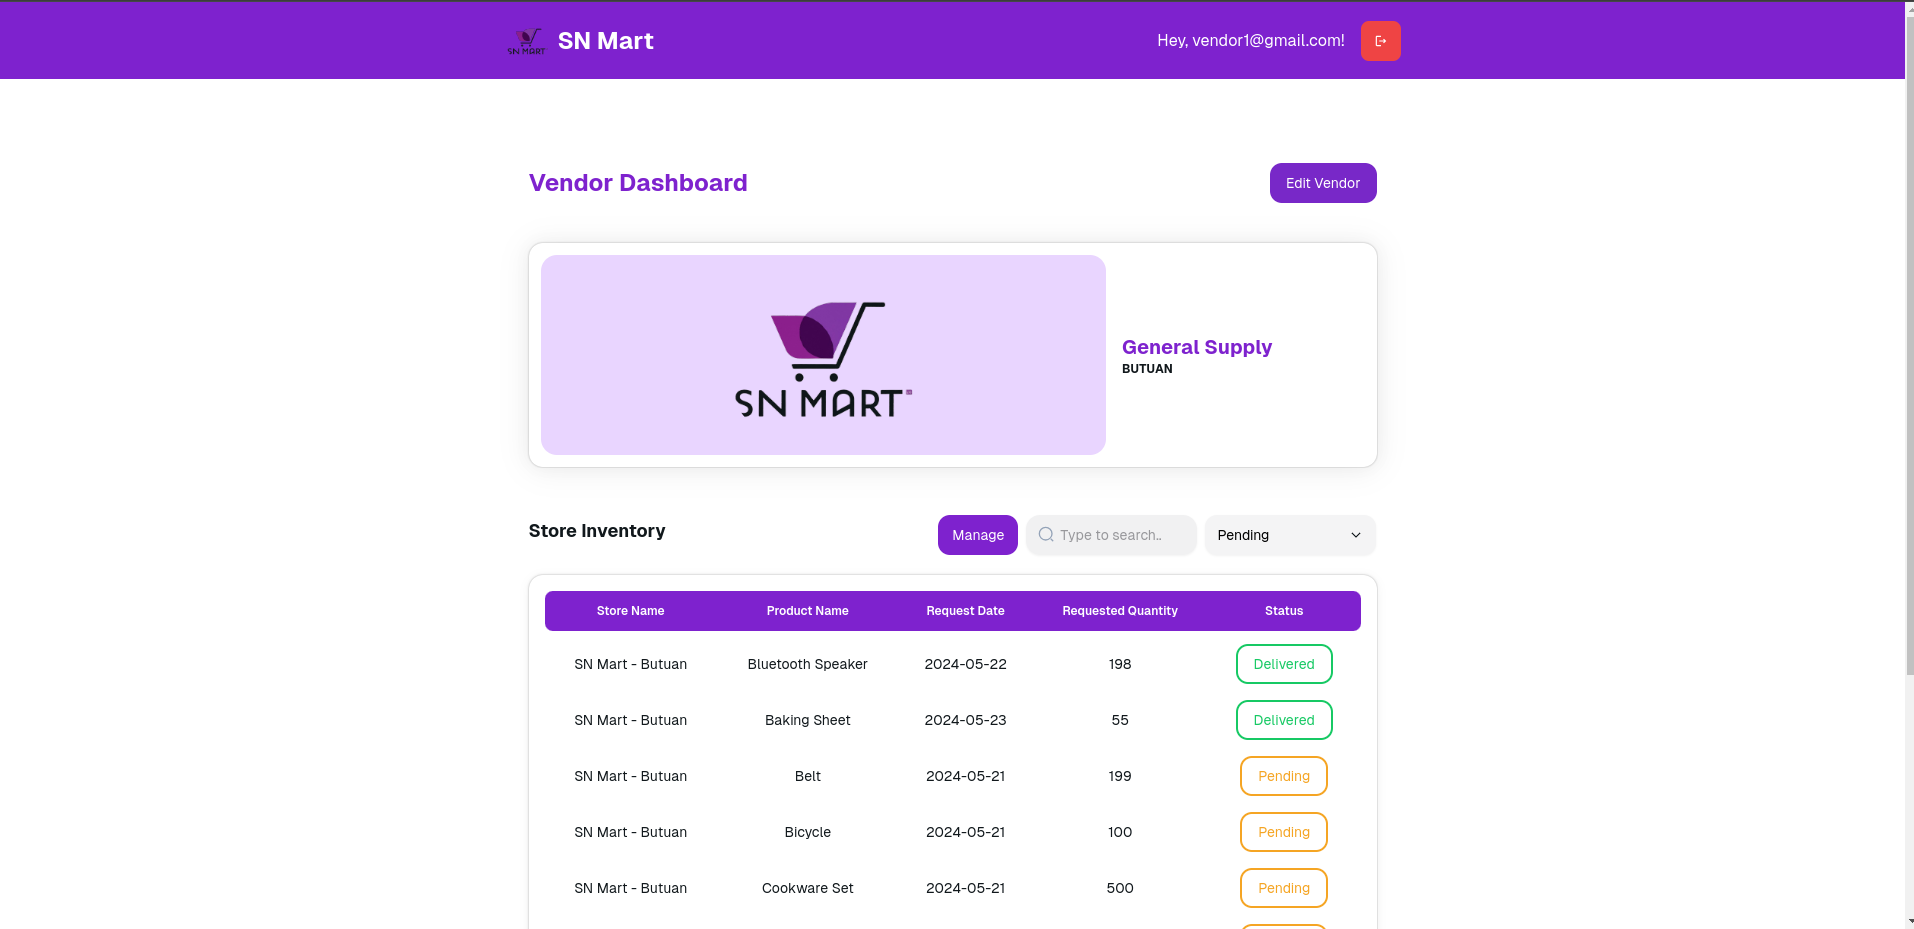 SN MART
SN Mart
Hey, vendor1@gmail.com!
Vendor Dashboard
Edit Vendor
SN MART
General Supply
BUTUAN
Store Inventory
Manage
Type to search..
Pending
Store Name Product Name Request Date Requested Quantity Status
SN Mart - Butuan Bluetooth Speaker 2024-05-22 198 Delivered
SN Mart - Butuan Baking Sheet 2024-05-23 55 Delivered
SN Mart - Butuan Belt 2024-05-21 199 Pending
SN Mart - Butuan Bicycle 2024-05-21 100 Pending
SN Mart - Butuan Cookware Set 2024-05-21 500 Pending